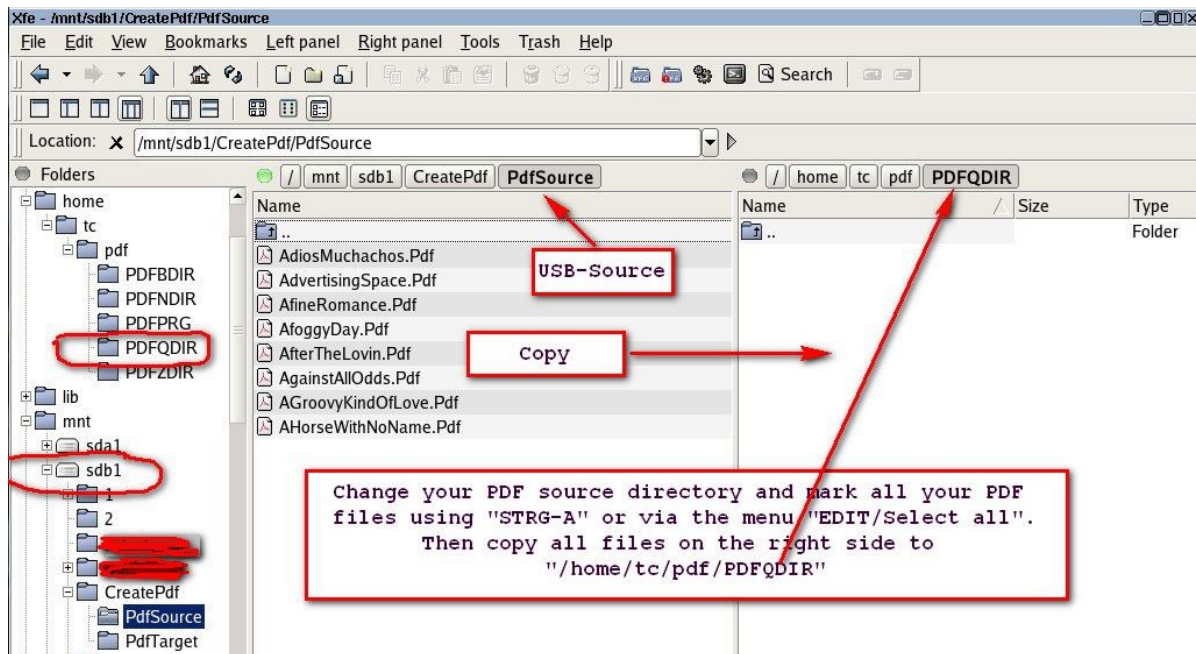 Xfe - /mnt/sdb1/CreatePdf/PdfSource
File Edit View Bookmarks Left panel Right panel Tools Trash Help
Search
Location: /mnt/sdb1/CreatePdf/PdfSource
Folders
home
tc
pdf
PDFBDIR
PDFNDIR
PDFPRG
PDFQDIR
PDFZDIR
lib
mnt
sda1
sdb1
1
2
CreatePdf
PdfSource
PdfTarget
/ mnt sdb1 CreatePdf PdfSource
Name
..
AdiosMuchachos.Pdf
AdvertisingSpace.Pdf
AfineRomance.Pdf
AfoggyDay.Pdf
AfterTheLovin.Pdf
AgainstAllOdds.Pdf
AGroovyKindOfLove.Pdf
AHorseWithNoName.Pdf
USB-Source
Copy
/ home tc pdf PDFQDIR
Name Size Type
.. Folder
Change your PDF source directory and mark all your PDF
files using "STRG-A" or via the menu "EDIT/Select all".
Then copy all files on the right side to
"/home/tc/pdf/PDFQDIR"